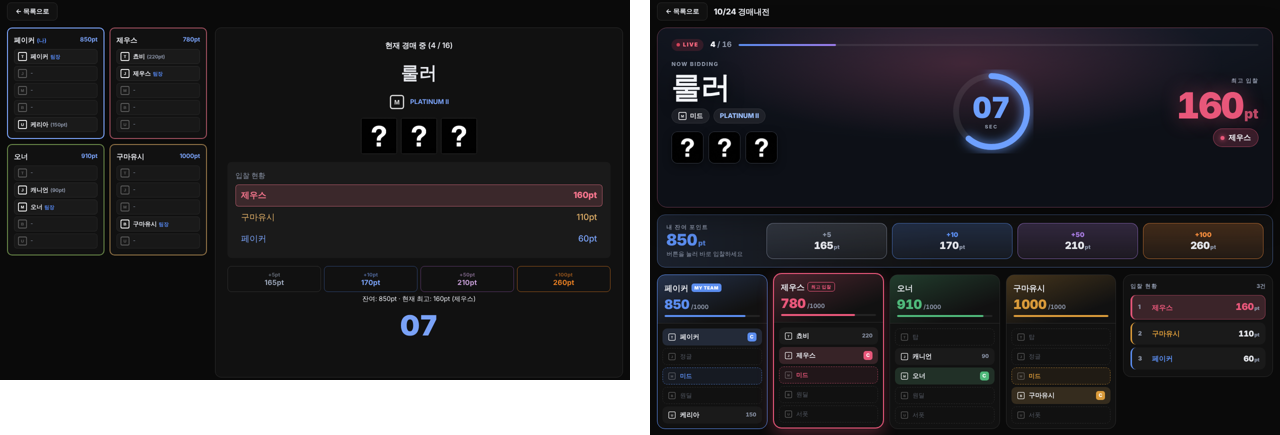 ← 목록으로
페이커 (나) 850pt
T 페이커 팀장
J -
M -
B -
S 케리아 (150pt)
제우스 780pt
T 쵸비 (220pt)
J 제우스 팀장
M -
B -
S -
오너 910pt
T -
J 캐니언 (90pt)
M 오너 팀장
B -
S -
구마유시 1000pt
T -
J -
M -
B 구마유시 팀장
S -
현재 경매 중 (4 / 16)
룰러
M PLATINUM II
? ? ?
입찰 현황
제우스 160pt
구마유시 110pt
페이커 60pt
+5pt
165pt
+10pt
170pt
+50pt
210pt
+100pt
260pt
잔여: 850pt · 현재 최고: 160pt (제우스)
07
← 목록으로 10/24 경매내전
LIVE 4 / 16
NOW BIDDING
룰러
M 미드 PLATINUM II
? ? ?
07
SEC
최고 입찰
160pt
제우스
내 잔여 포인트
850pt
버튼을 눌러 바로 입찰하세요
+5
165pt
+10
170pt
+50
210pt
+100
260pt
페이커 MY TEAM
850 /1000
T 페이커 C
J 정글
M 미드
B 원딜
S 케리아 150
제우스 최고 입찰
780 /1000
T 쵸비 220
J 제우스 C
M 미드
B 원딜
S 서폿
오너
910 /1000
T 탑
J 캐니언 90
M 오너 C
B 원딜
S 서폿
구마유시
1000 /1000
T 탑
J 정글
M 미드
B 구마유시 C
S 서폿
입찰 현황 3건
1 제우스 160pt
2 구마유시 110pt
3 페이커 60pt